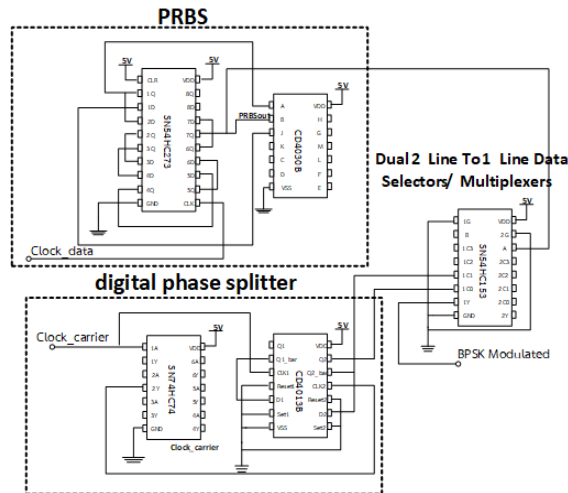 PRBS
5V
5V
5V
CLR
1Q
1D
2D
2Q
3Q
3D
4D
4Q
GND
SN54HC273
VDD
8Q
8D
7D
7Q
6Q
6D
5D
5Q
CLK
PRBSout
A
B
J
K
C
D
VSS
CD4030B
VDD
H
G
M
L
F
E
Clock_data
Dual 2 Line To 1 Line Data
Selectors/ Multiplexers
5V
1G
B
1C3
1C2
1C1
1C0
1Y
GND
SN54HC153
VDD
2G
A
2C3
2C2
2C1
2C0
2Y
BPSK Modulated
digital phase splitter
Clock_carrier
5V
5V
1A
1Y
2A
2Y
3A
3Y
GND
SN74HC74
VDD
6A
6Y
5A
5Y
4A
4Y
Clock_carrier
Q1
Q1_bar
CLK1
Reset1
D1
Set1
VSS
CD4013B
VDD
Q2
Q2_bar
CLK2
Reset2
D2
Set2